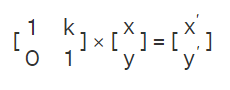 [1 k
0 1] × [x
y] = [x'
y']